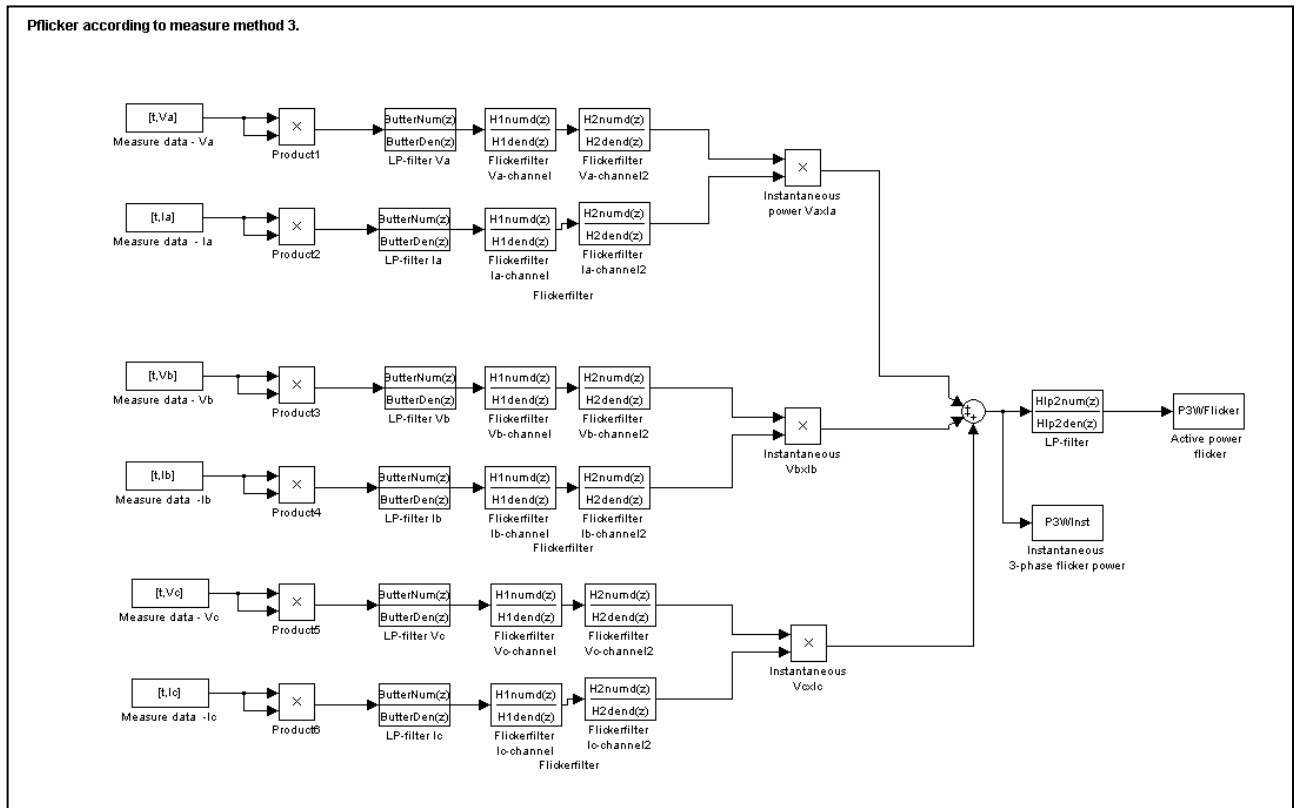 Pflicker according to measure method 3.
[t,Va]
Measure data - Va
×
Product1
ButterNum(z)
ButterDen(z)
LP-filter Va
H1numd(z)
H1dend(z)
Flickerfilter
Va-channel
H2numd(z)
H2dend(z)
Flickerfilter
Va-channel2
×
Instantaneous
power VaxIa
[t,Ia]
Measure data - Ia
×
Product2
ButterNum(z)
ButterDen(z)
LP-filter Ia
H1numd(z)
H1dend(z)
Flickerfilter
Ia-channel
H2numd(z)
H2dend(z)
Flickerfilter
Ia-channel2
Flickerfilter
[t,Vb]
Measure data - Vb
×
Product3
ButterNum(z)
ButterDen(z)
LP-filter Vb
H1numd(z)
H1dend(z)
Flickerfilter
Vb-channel
H2numd(z)
H2dend(z)
Flickerfilter
Vb-channel2
×
Instantaneous
VbxIb
+
+
+
Hlp2num(z)
Hlp2den(z)
LP-filter
P3WFlicker
Active power
flicker
[t,Ib]
Measure data -Ib
×
Product4
ButterNum(z)
ButterDen(z)
LP-filter Ib
H1numd(z)
H1dend(z)
Flickerfilter
Ib-channel
H2numd(z)
H2dend(z)
Flickerfilter
Ib-channel2
Flickerfilter
P3WInst
Instantaneous
3-phase flicker power
[t,Vc]
Measure data - Vc
×
Product5
ButterNum(z)
ButterDen(z)
LP-filter Vc
H1numd(z)
H1dend(z)
Flickerfilter
Vc-channel
H2numd(z)
H2dend(z)
Flickerfilter
Vc-channel2
×
Instantaneous
VcxIc
[t,Ic]
Measure data -Ic
×
Product6
ButterNum(z)
ButterDen(z)
LP-filter Ic
H1numd(z)
H1dend(z)
Flickerfilter
Ic-channel
H2numd(z)
H2dend(z)
Flickerfilter
Ic-channel2
Flickerfilter